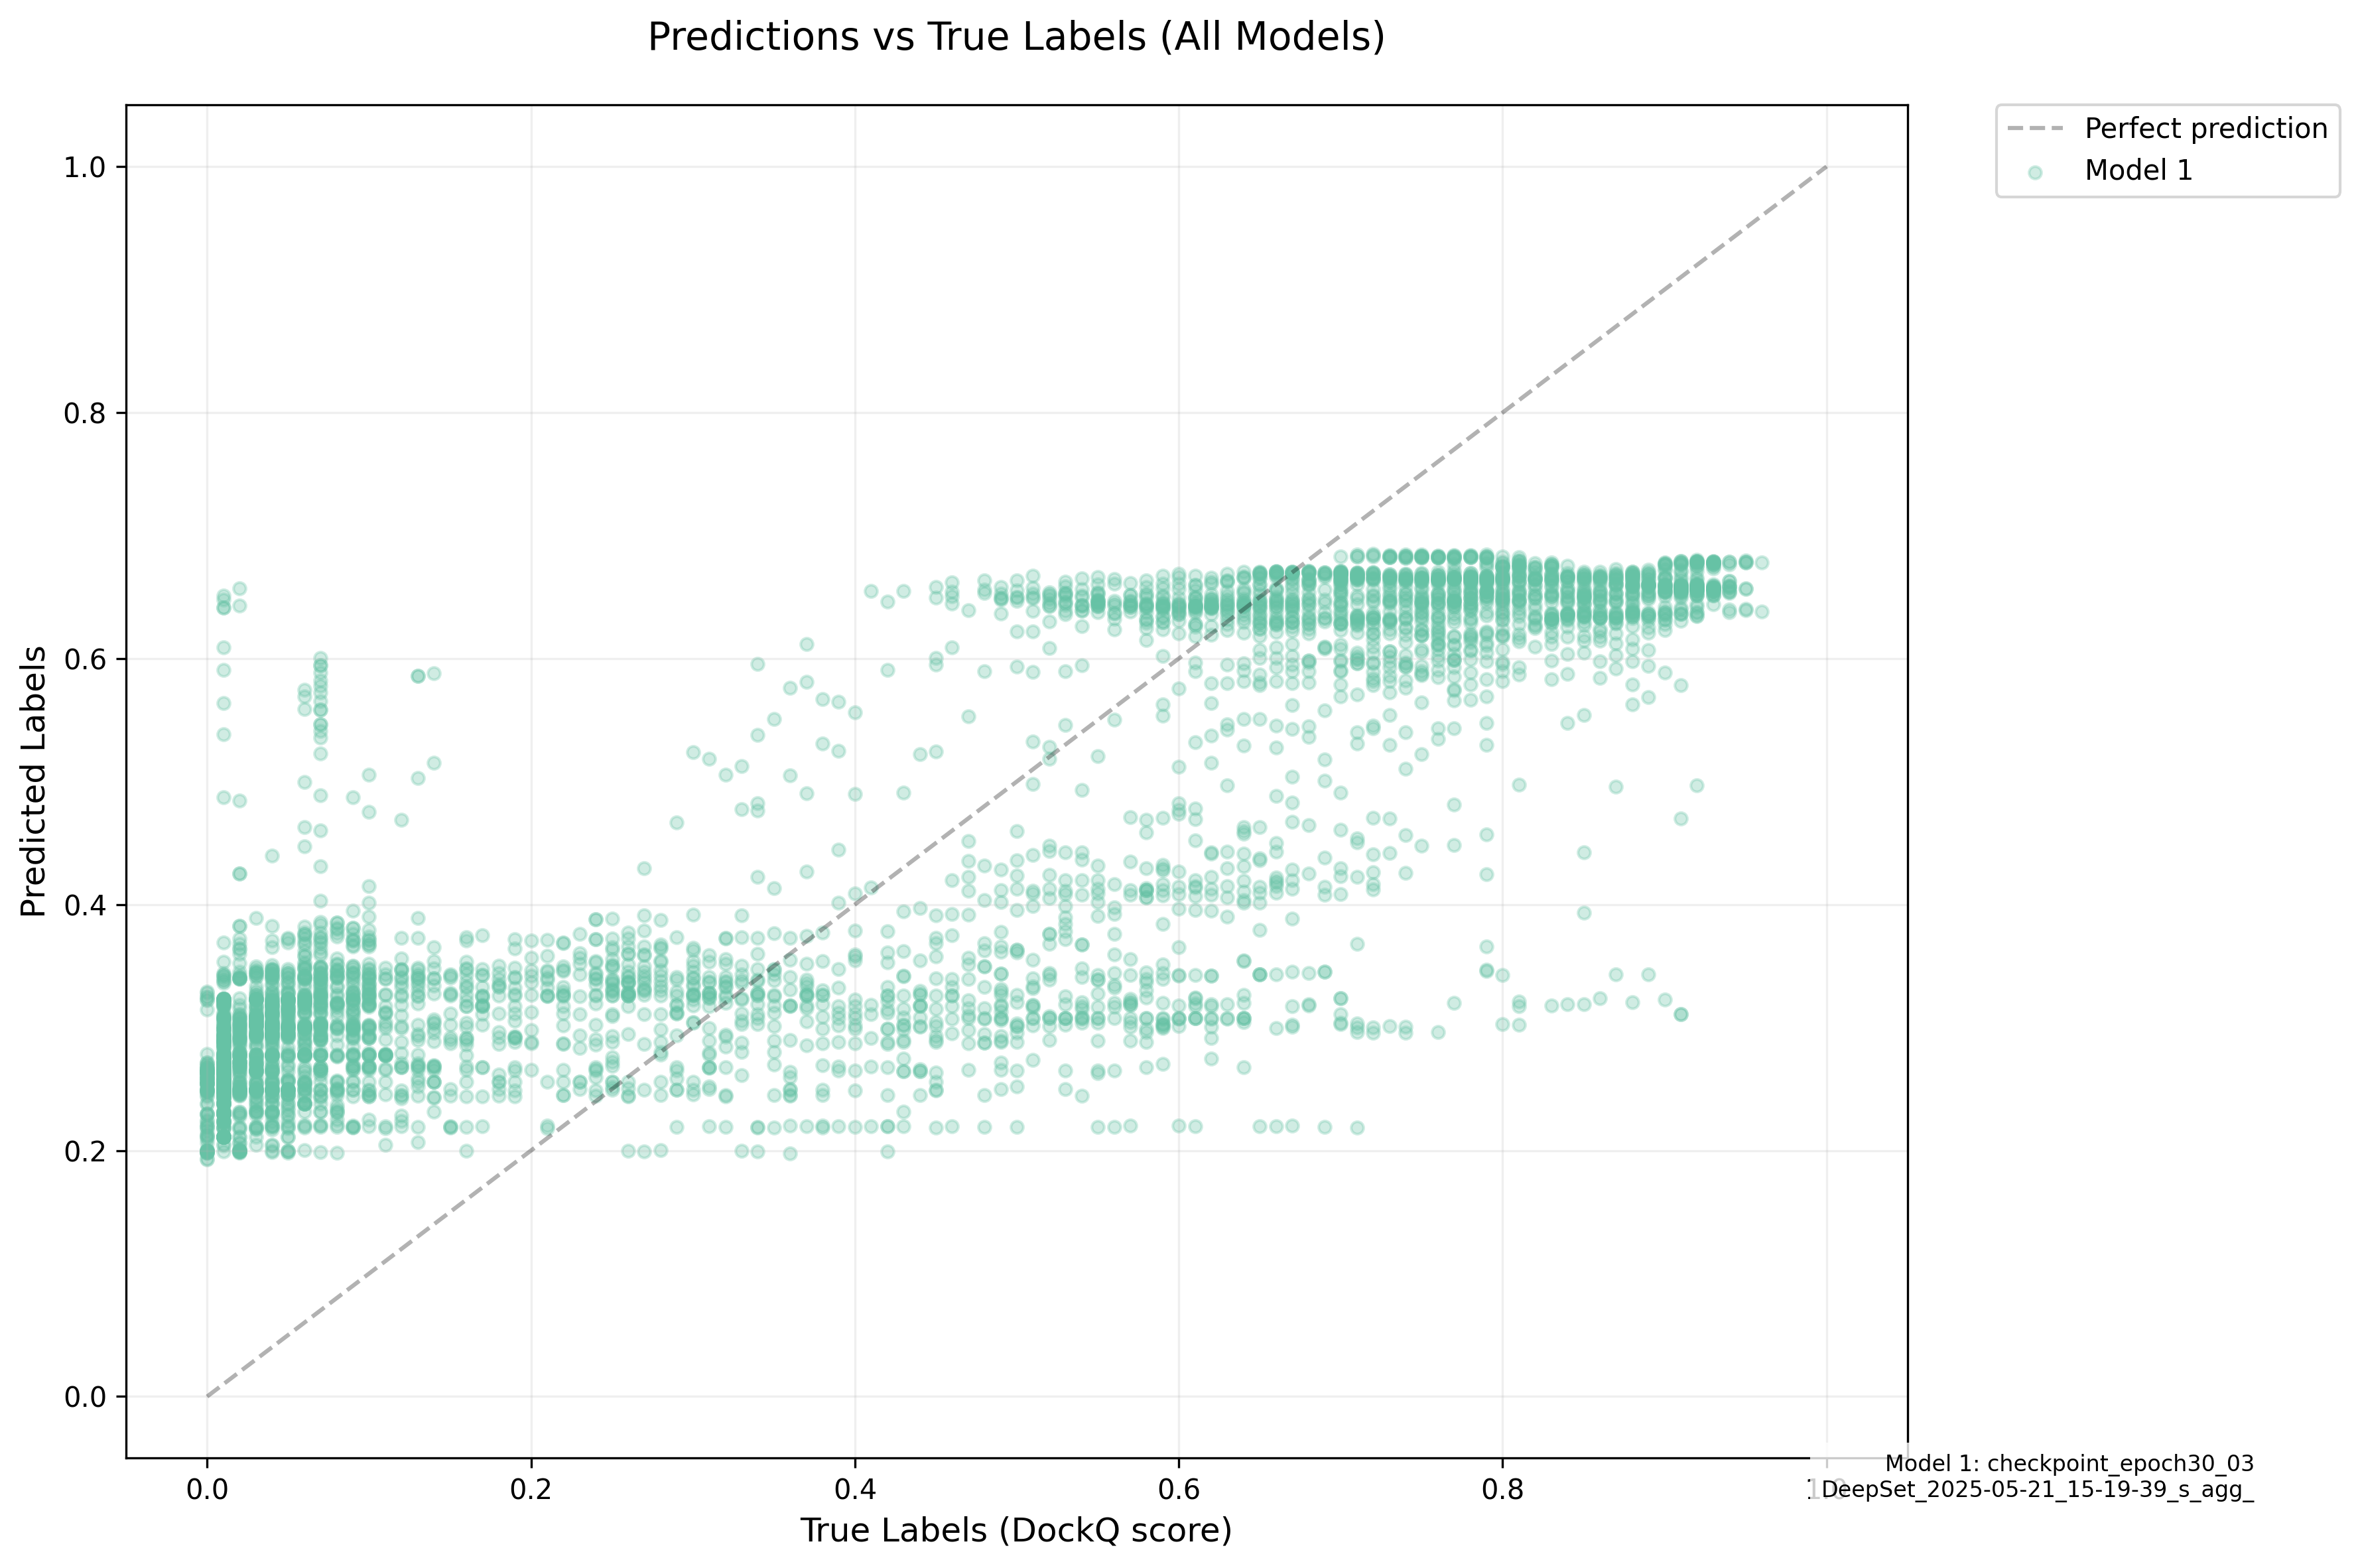 Predictions vs True Labels (All Models)
Perfect prediction
Model 1
1.0
0.8
0.6
0.4
0.2
0.0
Predicted Labels
0.0 0.2 0.4 0.6 0.8 1.0
True Labels (DockQ score)
Model 1: checkpoint_epoch30_03
DeepSet_2025-05-21_15-19-39_s_agg_